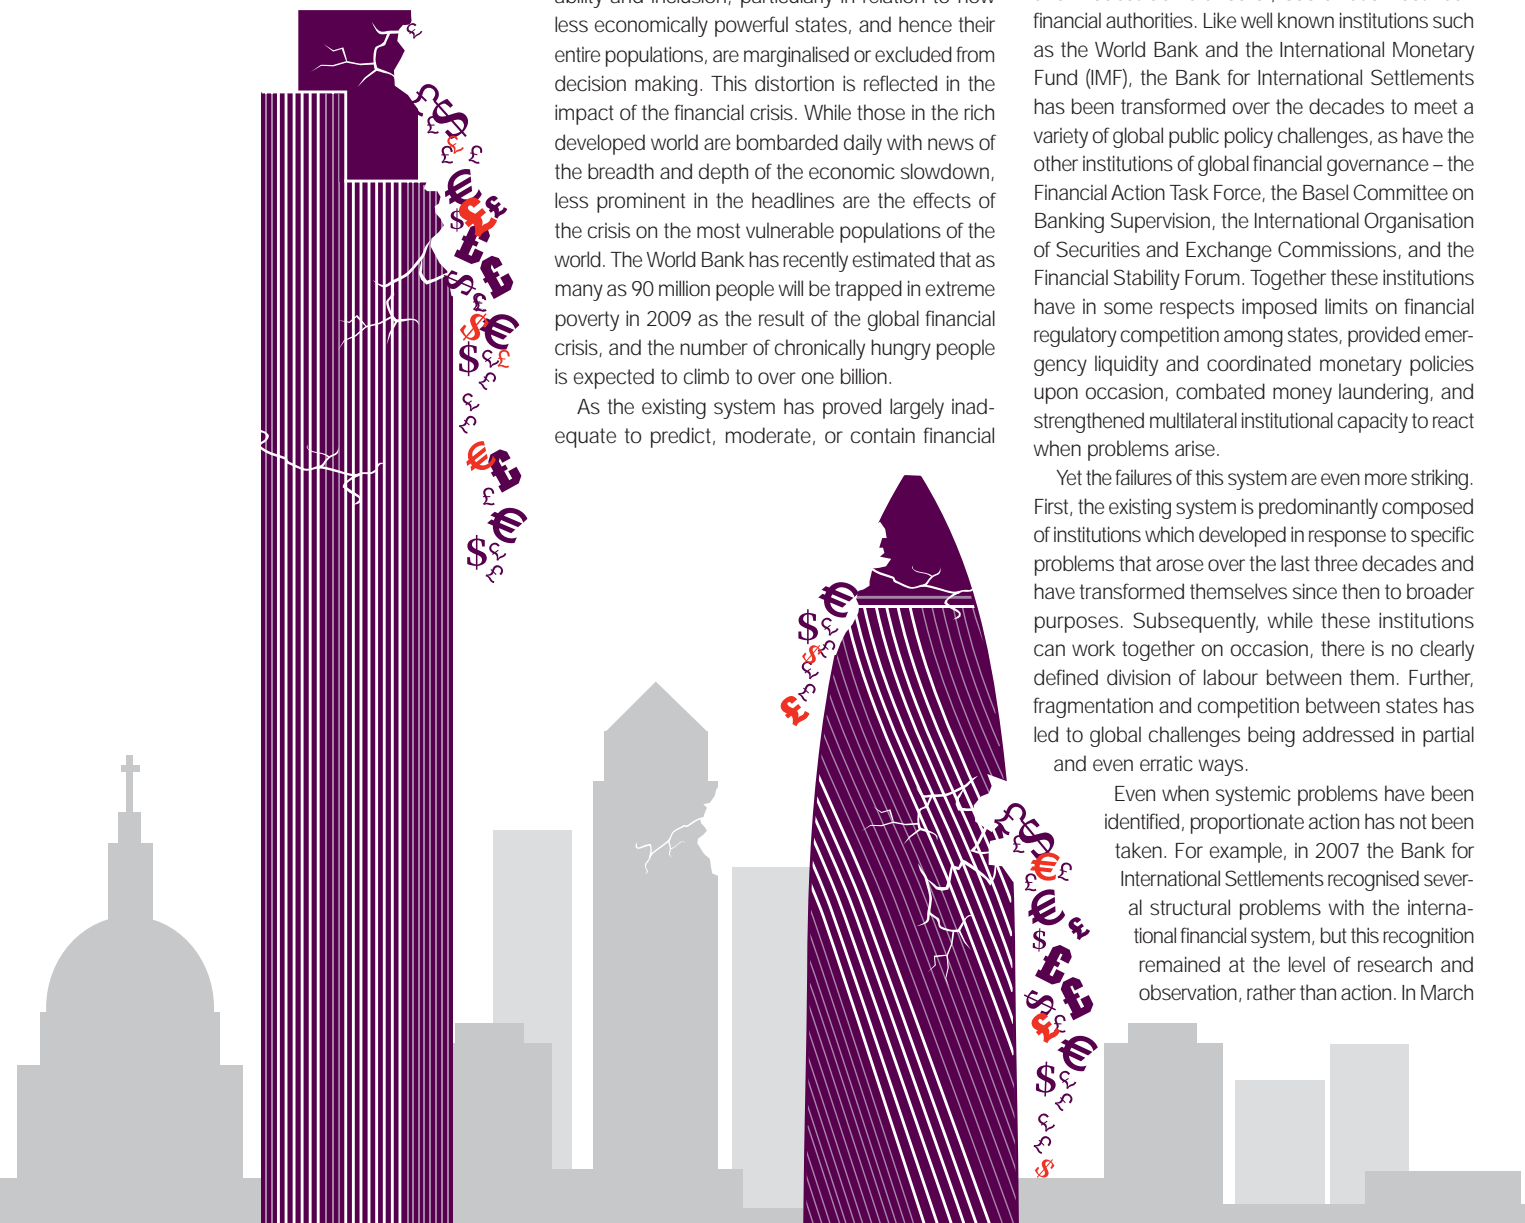 less economically powerful states, and hence their
entire populations, are marginalised or excluded from
decision making. This distortion is reflected in the
impact of the financial crisis. While those in the rich
developed world are bombarded daily with news of
the breadth and depth of the economic slowdown,
less prominent in the headlines are the effects of
the crisis on the most vulnerable populations of the
world. The World Bank has recently estimated that as
many as 90 million people will be trapped in extreme
poverty in 2009 as the result of the global financial
crisis, and the number of chronically hungry people
is expected to climb to over one billion.
As the existing system has proved largely inad-
equate to predict, moderate, or contain financial
financial authorities. Like well known institutions such
as the World Bank and the International Monetary
Fund (IMF), the Bank for International Settlements
has been transformed over the decades to meet a
variety of global public policy challenges, as have the
other institutions of global financial governance – the
Financial Action Task Force, the Basel Committee on
Banking Supervision, the International Organisation
of Securities and Exchange Commissions, and the
Financial Stability Forum. Together these institutions
have in some respects imposed limits on financial
regulatory competition among states, provided emer-
gency liquidity and coordinated monetary policies
upon occasion, combated money laundering, and
strengthened multilateral institutional capacity to react
when problems arise.
Yet the failures of this system are even more striking.
First, the existing system is predominantly composed
of institutions which developed in response to specific
problems that arose over the last three decades and
have transformed themselves since then to broader
purposes. Subsequently, while these institutions
can work together on occasion, there is no clearly
defined division of labour between them. Further,
fragmentation and competition between states has
led to global challenges being addressed in partial
and even erratic ways.
Even when systemic problems have been
identified, proportionate action has not been
taken. For example, in 2007 the Bank for
International Settlements recognised sever-
al structural problems with the interna-
tional financial system, but this recognition
remained at the level of research and
observation, rather than action. In March